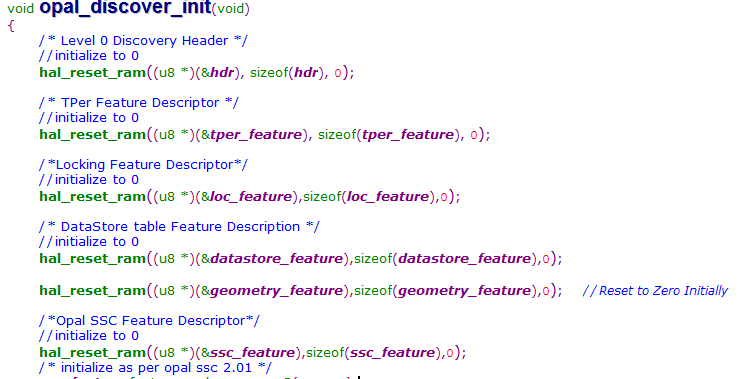 void opal_discover_init(void)
{
/* Level 0 Discovery Header */
//initialize to 0
hal_reset_ram((u8 *)(&hdr), sizeof(hdr), 0);
/* TPer Feature Descriptor */
//initialize to 0
hal_reset_ram((u8 *)(&tper_feature), sizeof(tper_feature), 0);
/*Locking Feature Descriptor*/
//initialize to 0
hal_reset_ram((u8 *)(&loc_feature),sizeof(loc_feature),0);
/* DataStore table Feature Description */
//initialize to 0
hal_reset_ram((u8 *)(&datastore_feature),sizeof(datastore_feature),0);
hal_reset_ram((u8 *)(&geometry_feature),sizeof(geometry_feature),0); //Reset to Zero Initially
/*Opal SSC Feature Descriptor*/
//initialize to 0
hal_reset_ram((u8 *)(&ssc_feature),sizeof(ssc_feature),0);
/* initialize as per opal ssc 2.01 */